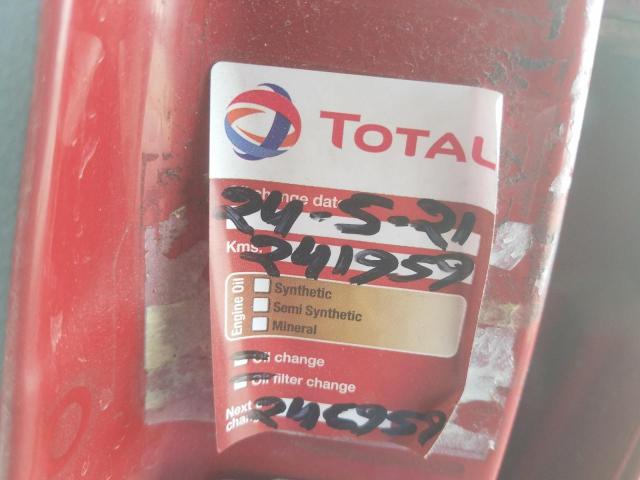 TOTAL
change date
24-5-21
Kms.
241959
Engine Oil
Synthetic
Semi Synthetic
Mineral
Oil change
Oil filter change
Next